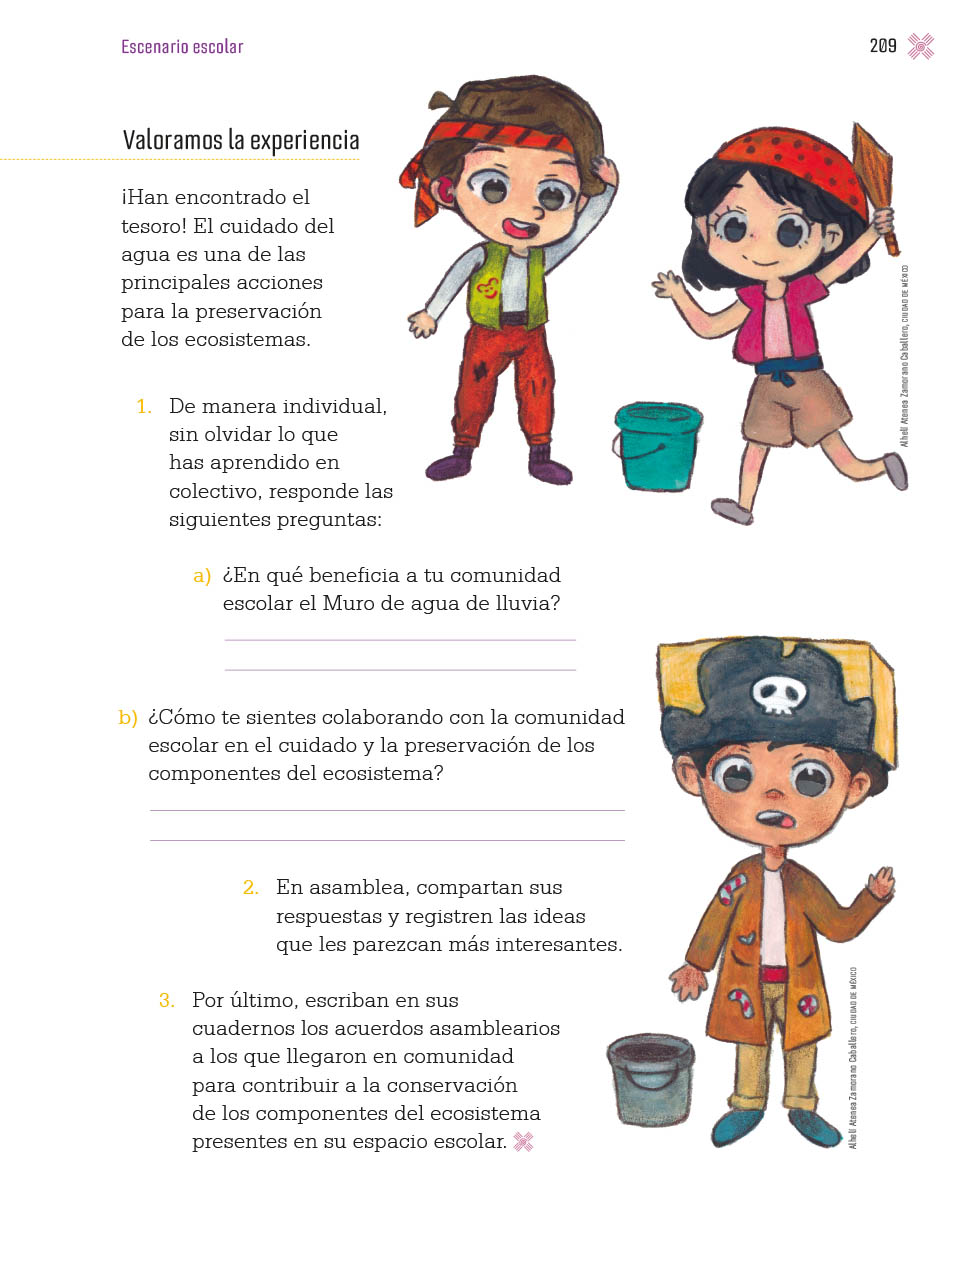 Escenario escolar
209
Valoramos la experiencia
¡Han encontrado el
tesoro! El cuidado del
agua es una de las
principales acciones
para la preservación
de los ecosistemas.
1. De manera individual,
sin olvidar lo que
has aprendido en
colectivo, responde las
siguientes preguntas:
a) ¿En qué beneficia a tu comunidad
escolar el Muro de agua de lluvia?
b) ¿Cómo te sientes colaborando con la comunidad
escolar en el cuidado y la preservación de los
componentes del ecosistema?
2. En asamblea, compartan sus
respuestas y registren las ideas
que les parezcan más interesantes.
3. Por último, escriban en sus
cuadernos los acuerdos asamblearios
a los que llegaron en comunidad
para contribuir a la conservación
de los componentes del ecosistema
presentes en su espacio escolar.
Alhelí Atenea Zamorano Caballero, CIUDAD DE MÉXICO
Alhelí Atenea Zamorano Caballero, CIUDAD DE MÉXICO